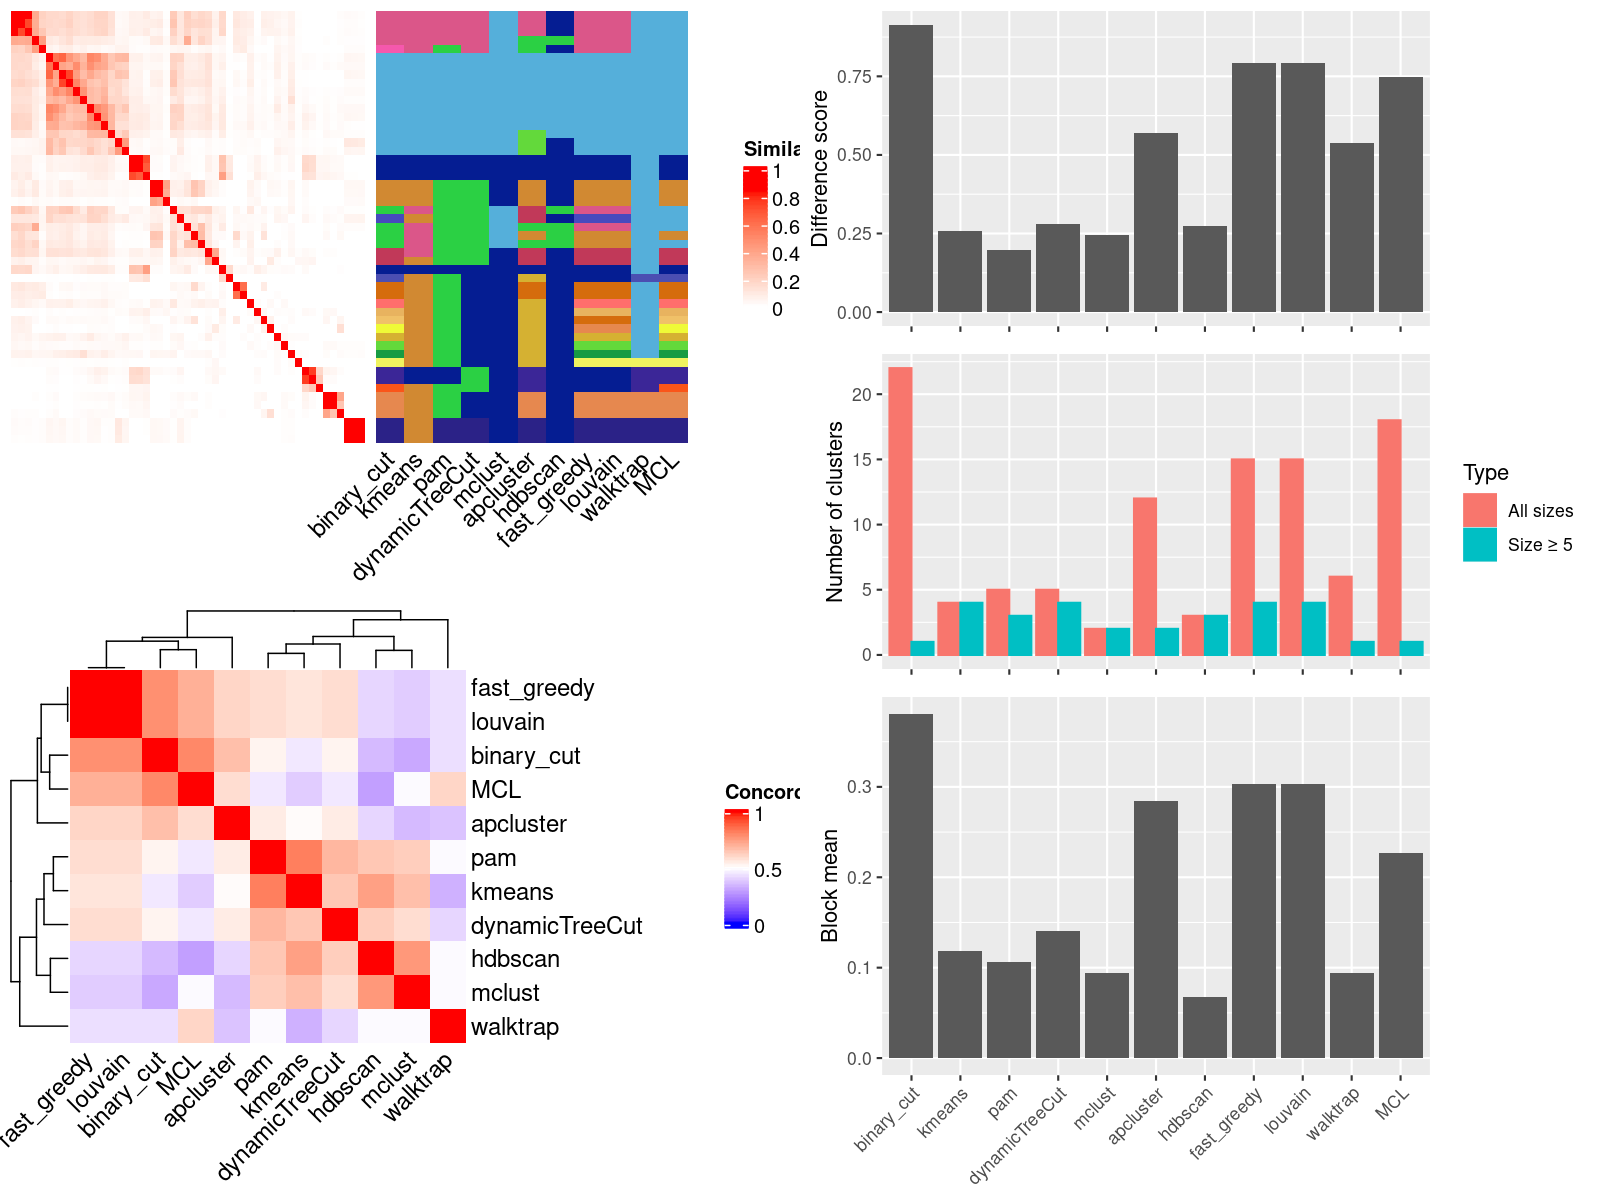 Simila
1
0.8
0.6
0.4
0.2
0
binary_cut
kmeans
pam
dynamicTreeCut
mclust
apcluster
hdbscan
fast_greedy
louvain
walktrap
MCL
fast_greedy
louvain
binary_cut
MCL
apcluster
pam
kmeans
dynamicTreeCut
hdbscan
mclust
walktrap
fast_greedy
louvain
binary_cut
MCL
apcluster
pam
kmeans
dynamicTreeCut
hdbscan
mclust
walktrap
Concord
1
0.5
0
Difference score
0.75
0.50
0.25
0.00
Number of clusters
20
15
10
5
0
Block mean
0.3
0.2
0.1
0.0
binary_cut
kmeans
pam
dynamicTreeCut
mclust
apcluster
hdbscan
fast_greedy
louvain
walktrap
MCL
Type
All sizes
Size ≥ 5